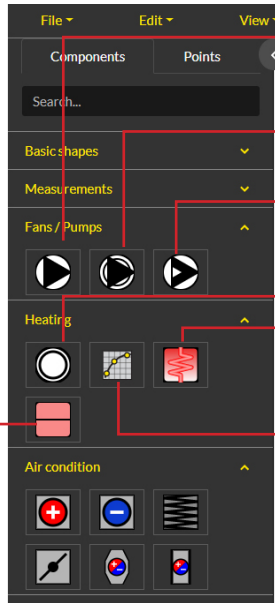 File Edit View
Components Points
Search...
Basic shapes
Measurements
Fans / Pumps
Heating
Air condition